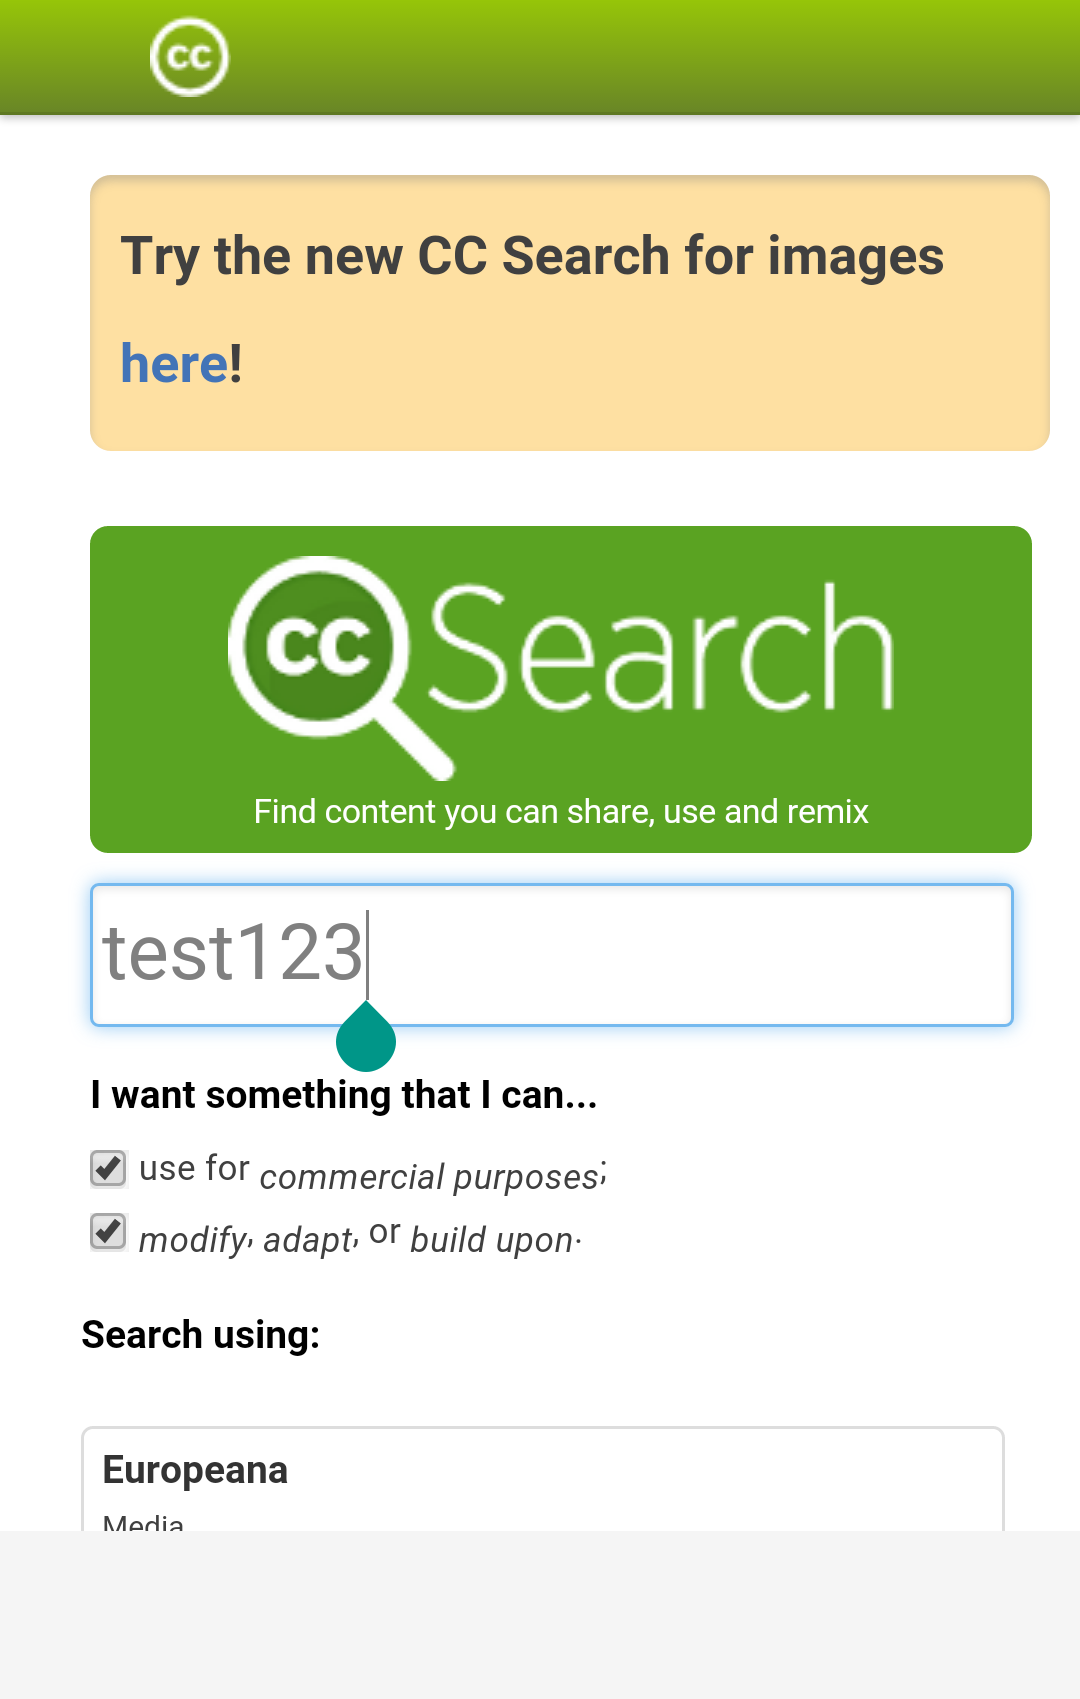 cc
Try the new CC Search for images
here!
cc Search
Find content you can share, use and remix
test123
I want something that I can...
use for commercial purposes;
modify, adapt, or build upon.
Search using:
Europeana
Media